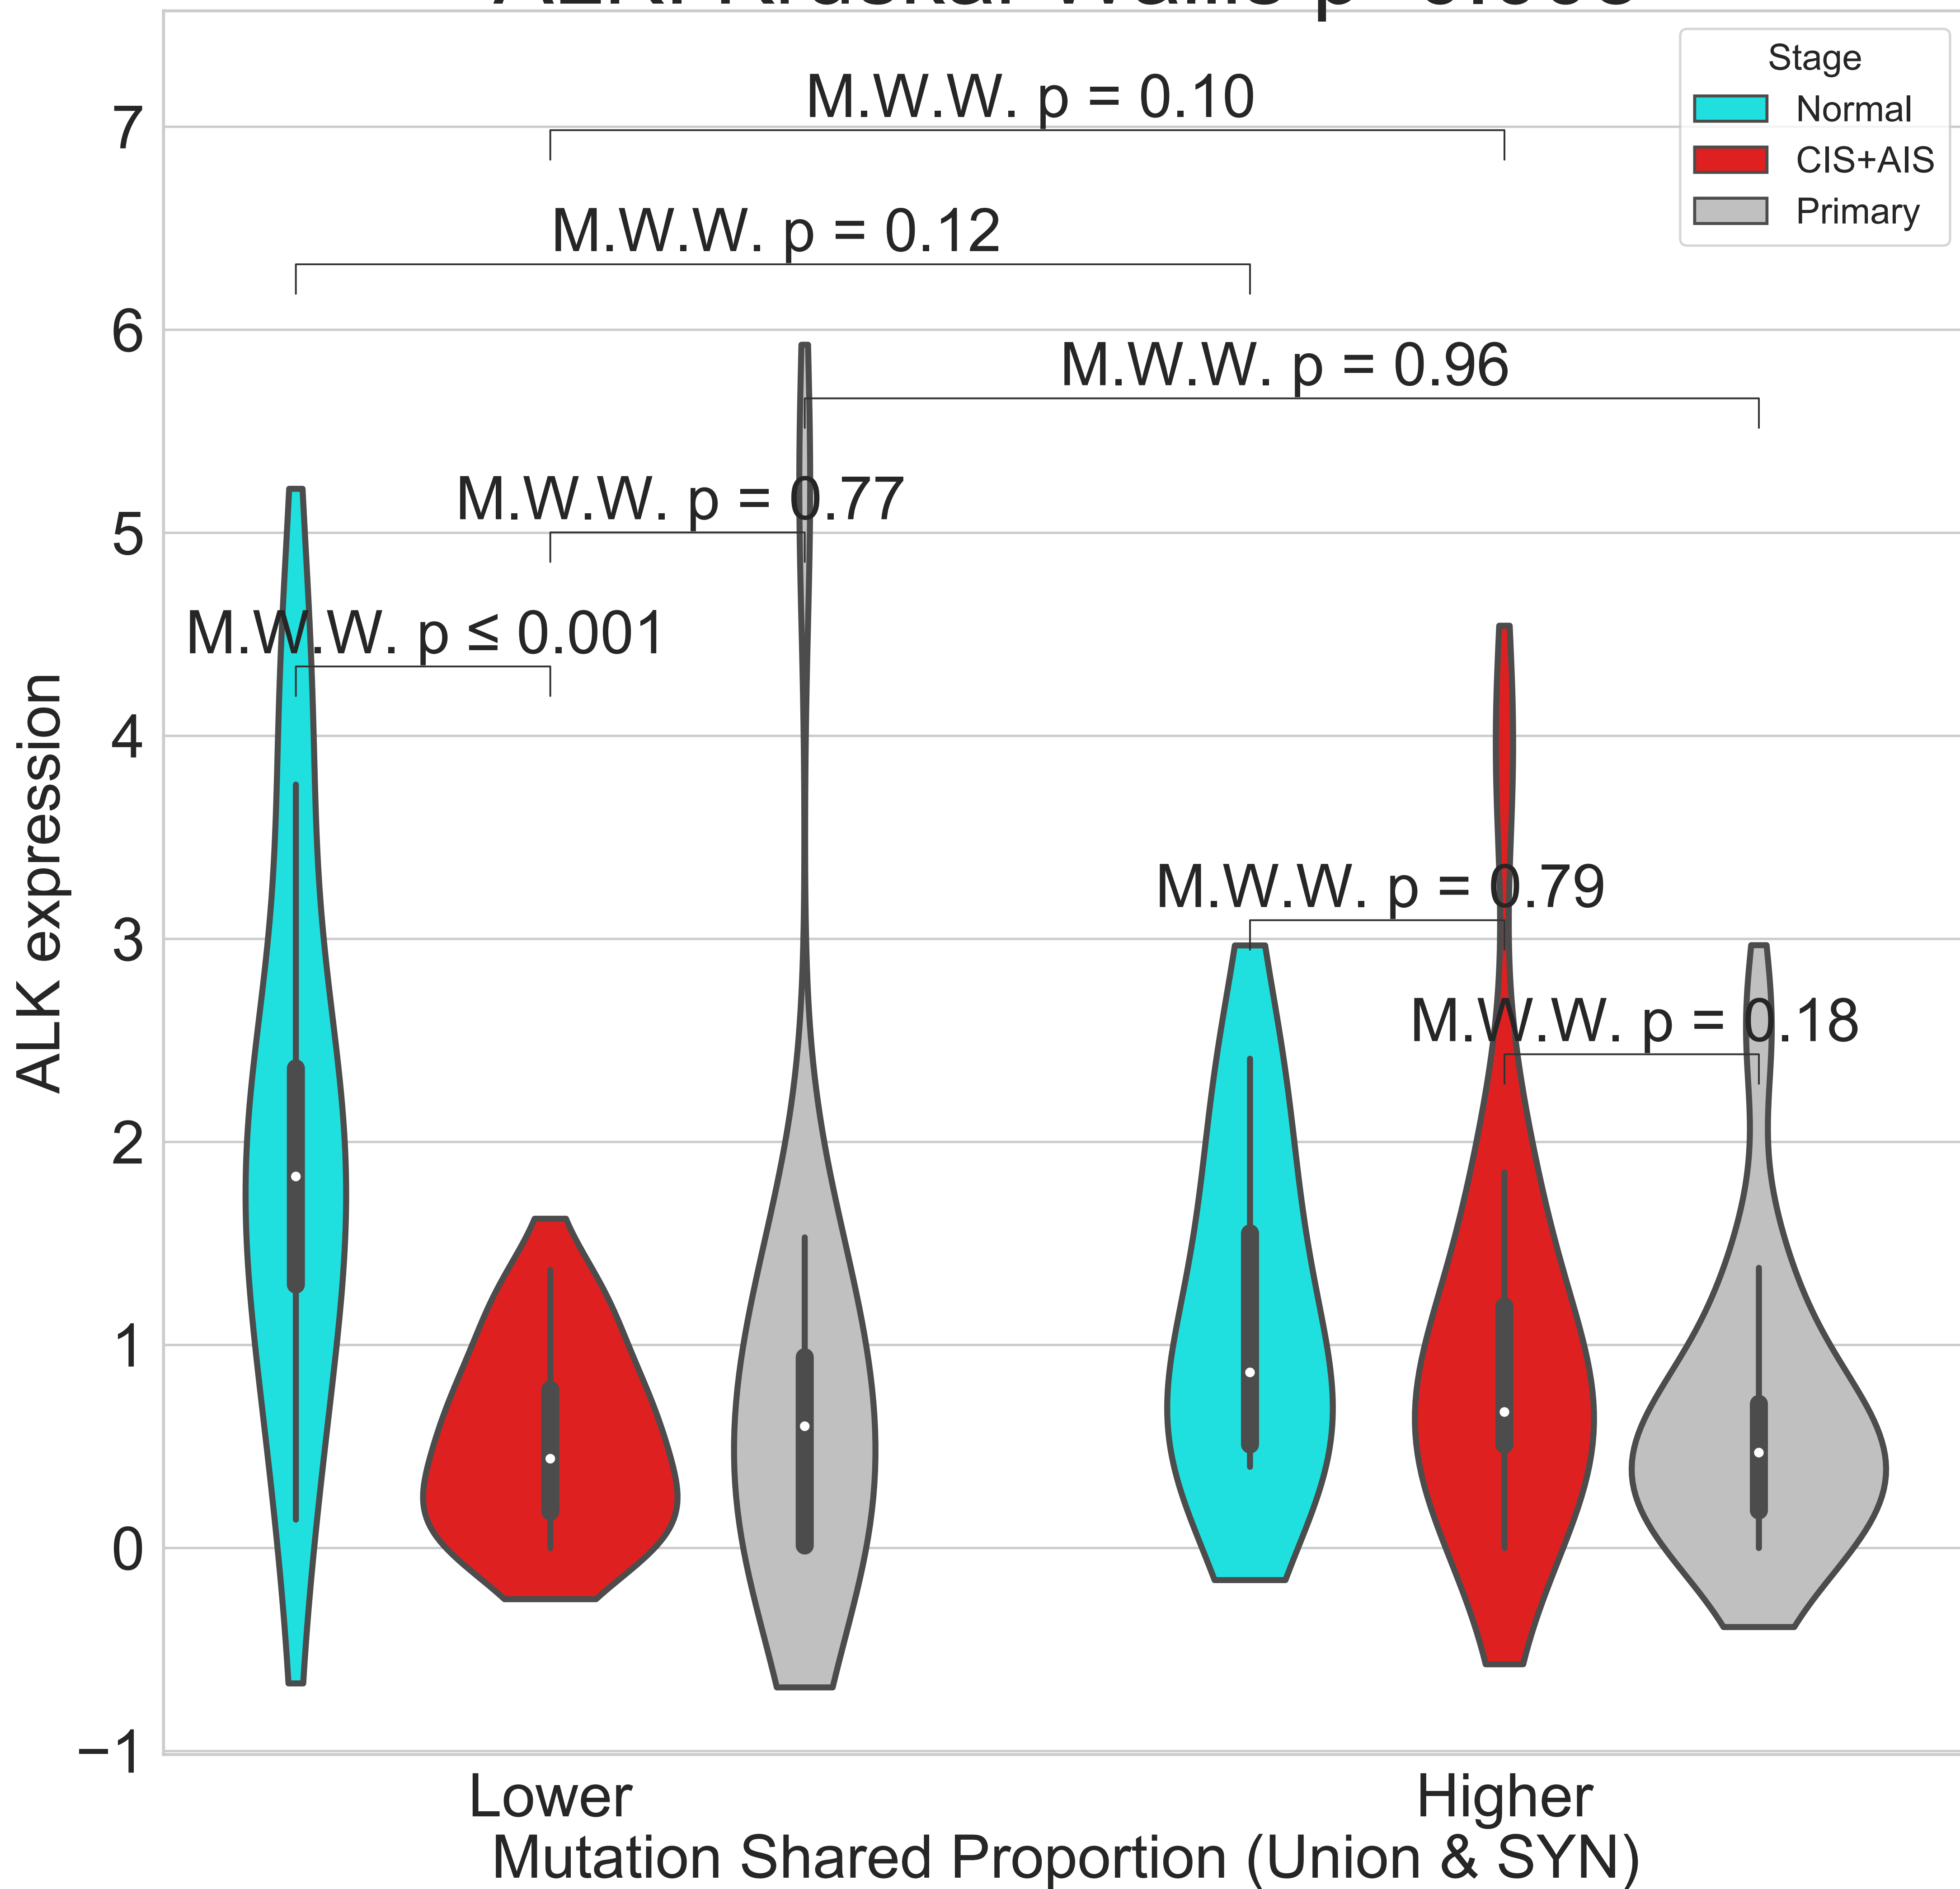 Stage
Normal
CIS+AIS
Primary
M.W.W. p = 0.10
M.W.W. p = 0.12
M.W.W. p = 0.96
M.W.W. p = 0.77
M.W.W. p ≤ 0.001
M.W.W. p = 0.79
M.W.W. p = 0.18
7
6
5
4
3
2
1
0
−1
ALK expression
Lower
Higher
Mutation Shared Proportion (Union & SYN)